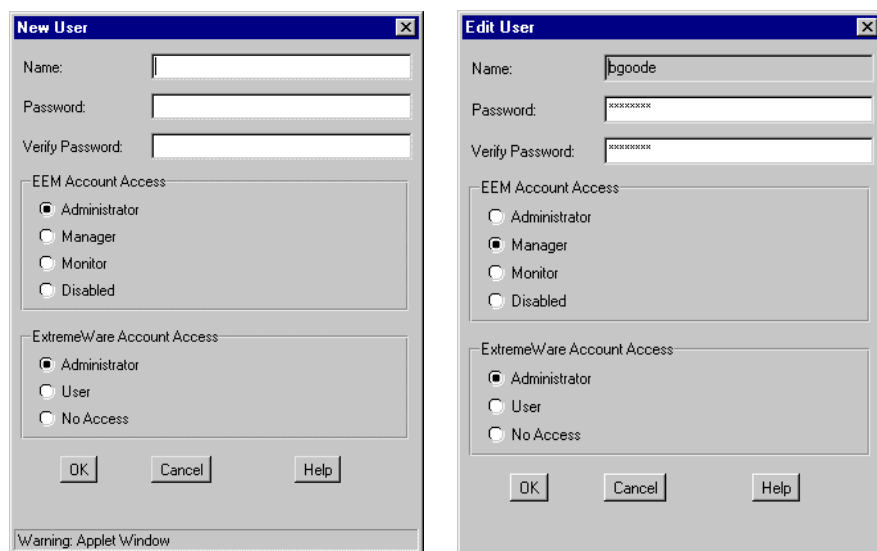 New User
Name:
Password:
Verify Password:
EEM Account Access
Administrator
Manager
Monitor
Disabled
ExtremeWare Account Access
Administrator
User
No Access
OK Cancel Help
Warning: Applet Window
Edit User
Name: bgoode
Password: ********
Verify Password: ********
EEM Account Access
Administrator
Manager
Monitor
Disabled
ExtremeWare Account Access
Administrator
User
No Access
OK Cancel Help